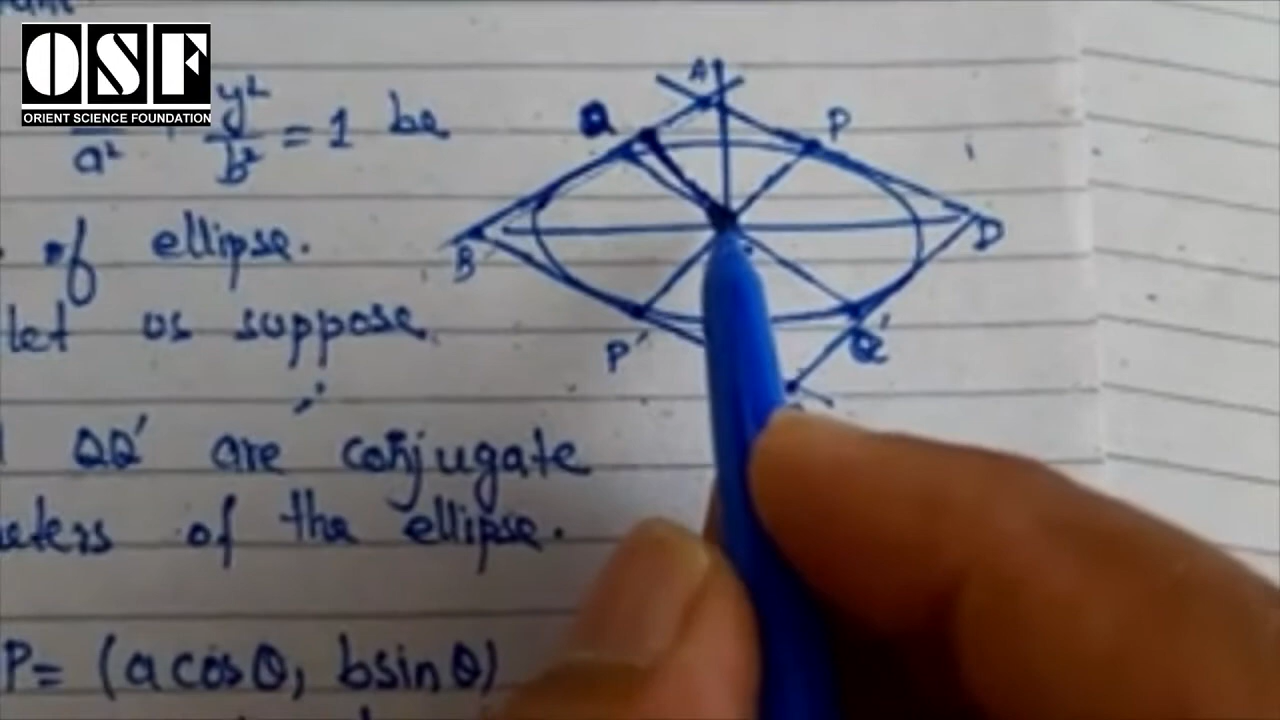 OSF
ORIENT SCIENCE FOUNDATION
y²/b² = 1 be
a²
of ellipse.
let us suppose
QQ' are conjugate
of the ellipse.
P = (a cos θ, b sin θ)
A
Q
P
B
D
P'
Q'